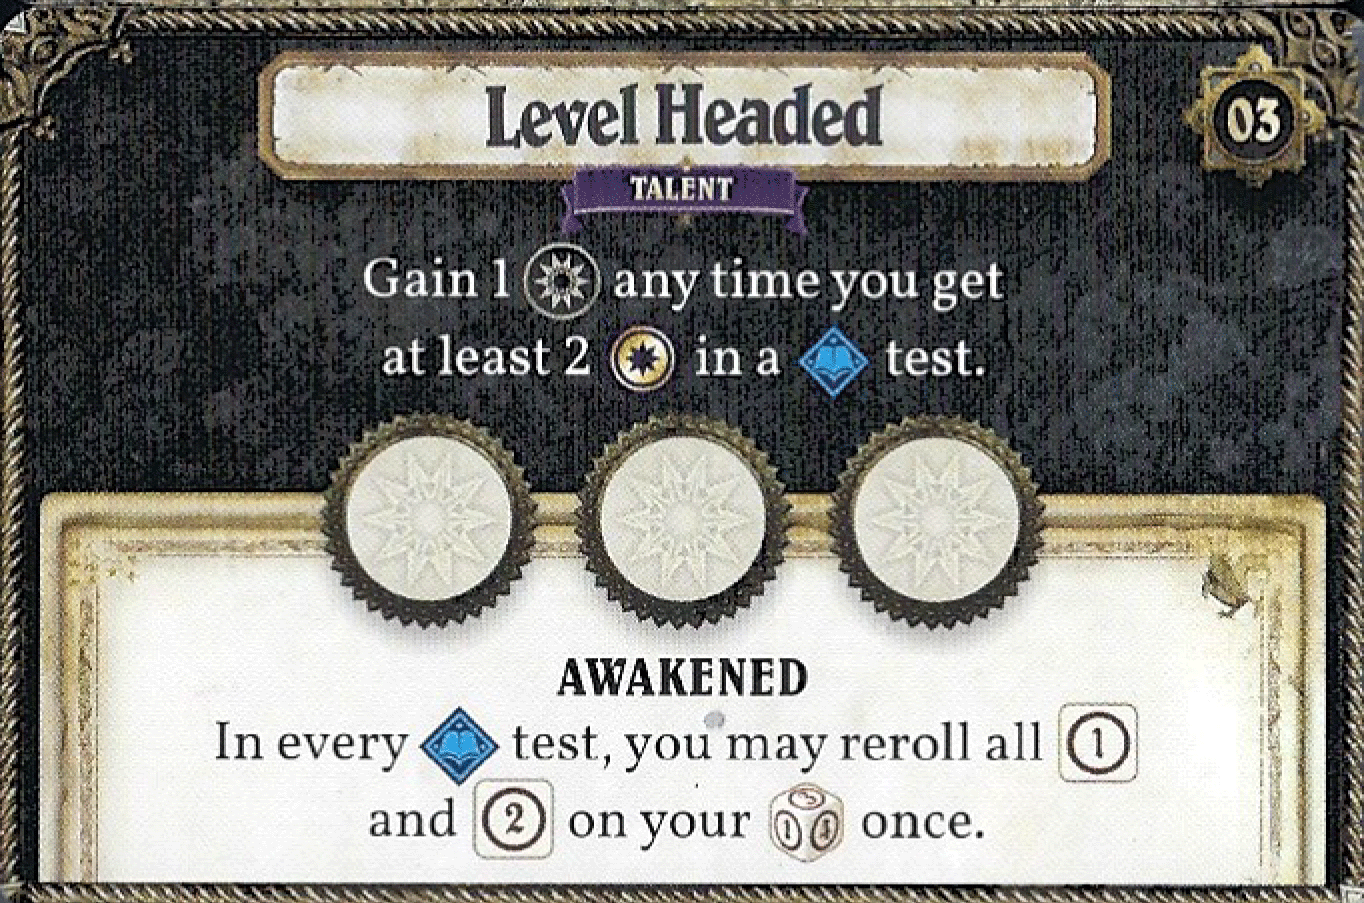 Level Headed
03
TALENT
Gain 1 any time you get
at least 2 in a test.
AWAKENED
In every test, you may reroll all 1
and 2 on your once.